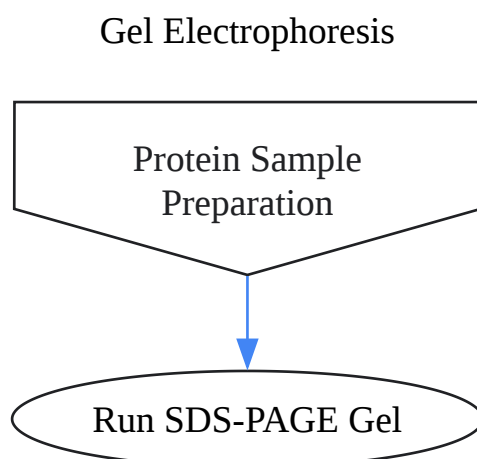 Gel Electrophoresis
Protein Sample
Preparation
Run SDS-PAGE Gel